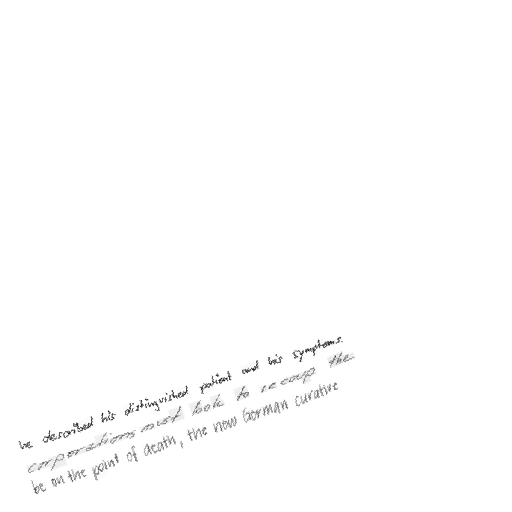 he described his distinguished patient and his symptoms.
corporations must look to recoup the
be on the point of death, the now German curative